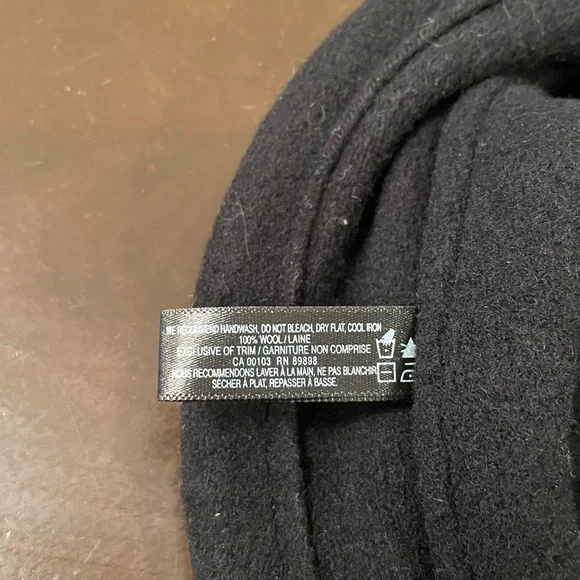 WE RECOMMEND HANDWASH, DO NOT BLEACH, DRY FLAT, COOL IRON
100% WOOL / LAINE
EXCLUSIVE OF TRIM / GARNITURE NON COMPRISE
CA 00103 RN 89898
NOUS RECOMMENDONS LAVER À LA MAIN, NE PAS BLANCHIR
SÉCHER À PLAT, REPASSER À BASSE.